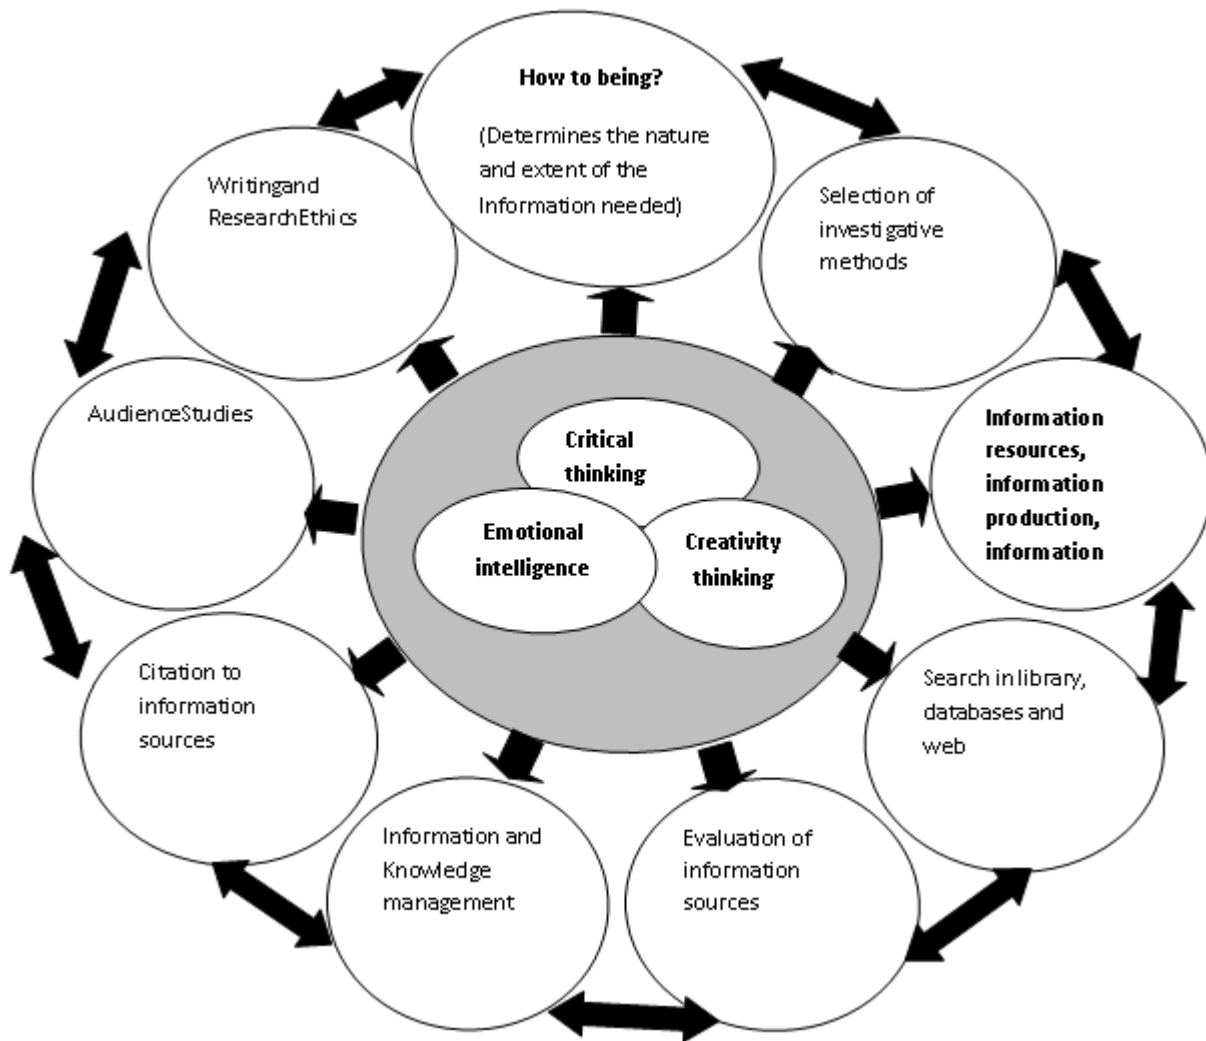 How to being?
(Determines the nature
and extent of the
Information needed)
Selection of
investigative
methods
Information
resources,
information
production,
information
Search in library,
databases and
web
Evaluation of
information
sources
Information and
Knowledge
management
Citation to
information
sources
AudienceStudies
Writingand
ResearchEthics
Critical
thinking
Emotional
intelligence
Creativity
thinking